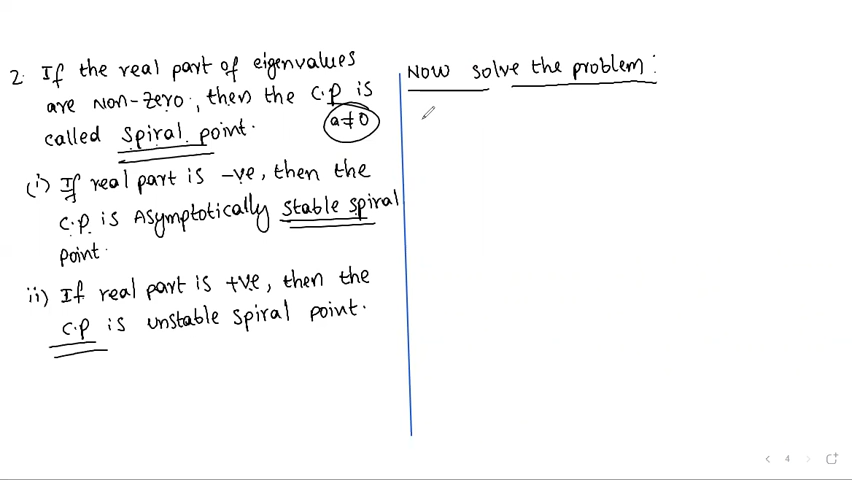 2. If the real part of eigenvalues
are Non-zero, then the C.P is
called spiral point.
a≠0
(i) If real part is -ve, then the
C.P is Asymptotically stable spiral
point.
ii) If real part is +ve, then the
C.P is unstable spiral point.
Now solve the problem:
4